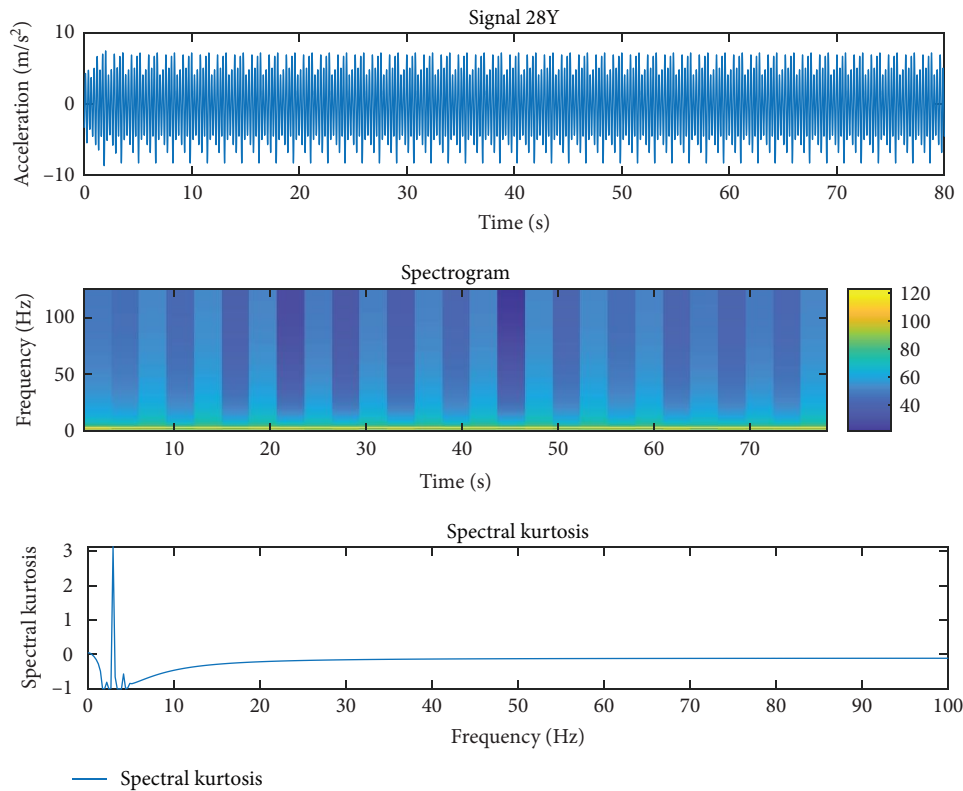 Signal 28Y
Acceleration (m/s²)
10
0
−10
0 10 20 30 40 50 60 70 80
Time (s)
Spectrogram
Frequency (Hz)
100
50
0
10 20 30 40 50 60 70
Time (s)
120
100
80
60
40
Spectral kurtosis
Spectral kurtosis
3
2
1
0
−1
0 10 20 30 40 50 60 70 80 90 100
Frequency (Hz)
Spectral kurtosis